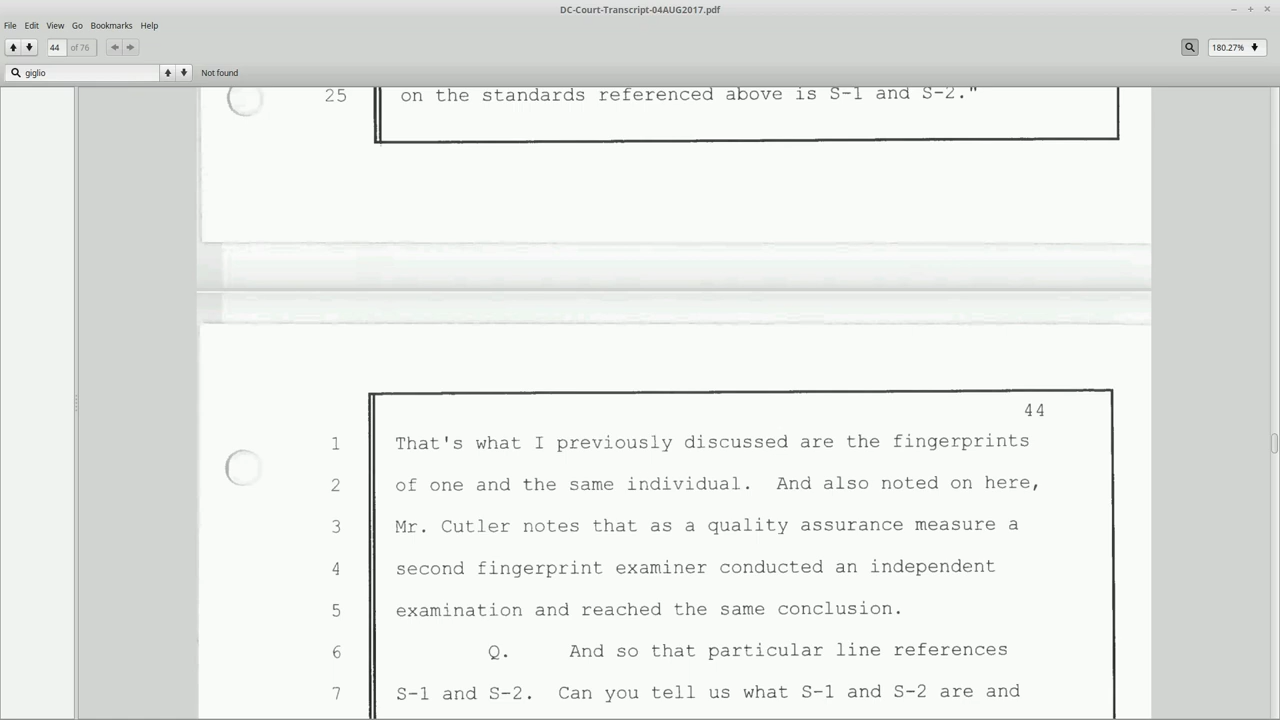 DC-Court-Transcript-04AUG2017.pdf
File Edit View Go Bookmarks Help
44 of 76 180.27%
giglio Not found
25 on the standards referenced above is S-1 and S-2."
44
1 That's what I previously discussed are the fingerprints
2 of one and the same individual. And also noted on here,
3 Mr. Cutler notes that as a quality assurance measure a
4 second fingerprint examiner conducted an independent
5 examination and reached the same conclusion.
6 Q. And so that particular line references
7 S-1 and S-2. Can you tell us what S-1 and S-2 are and